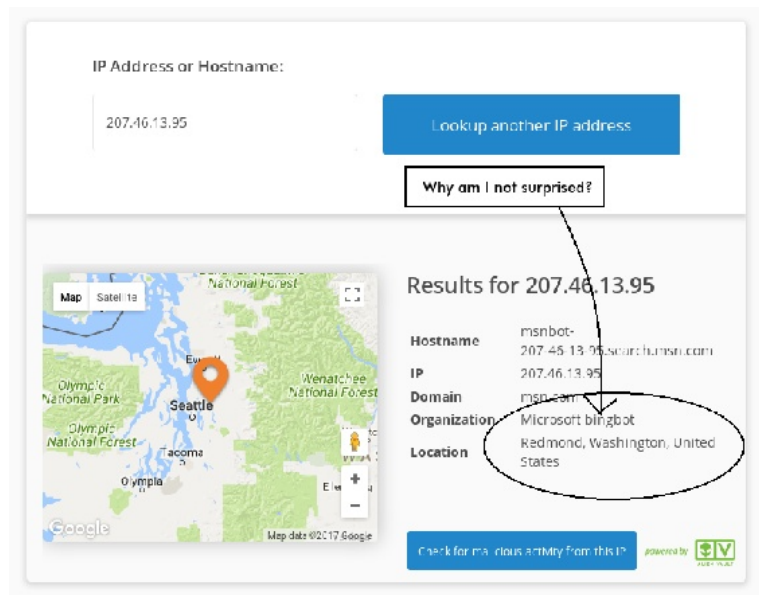 IP Address or Hostname:
207.46.13.95
Lookup another IP address
Why am I not surprised?
National Forest
Map Satellite
Results for 207.46.13.95
Hostname
msnbot-
207-46-13-95.search.msn.com
IP 207.46.13.95
Domain msn.com
Organization Microsoft bingbot
Location
Redmond, Washington, United
States
Olympic
National Park
Seattle
Wenatchee
National Forest
Olympic
National Forest
Tacoma
Olympia
+
−
Google
Map data ©2017 Google
Check for malicious activity from this IP
powered by
ALIEN VAULT